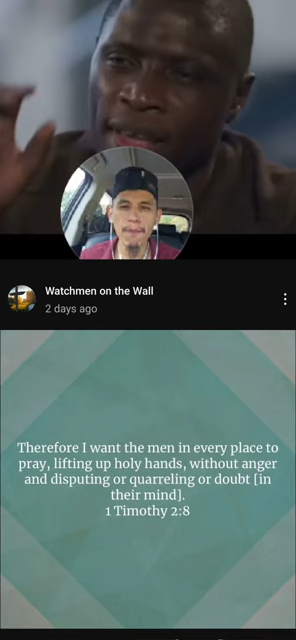 Watchmen on the Wall
2 days ago
Therefore I want the men in every place to
pray, lifting up holy hands, without anger
and disputing or quarreling or doubt [in
their mind].
1 Timothy 2:8